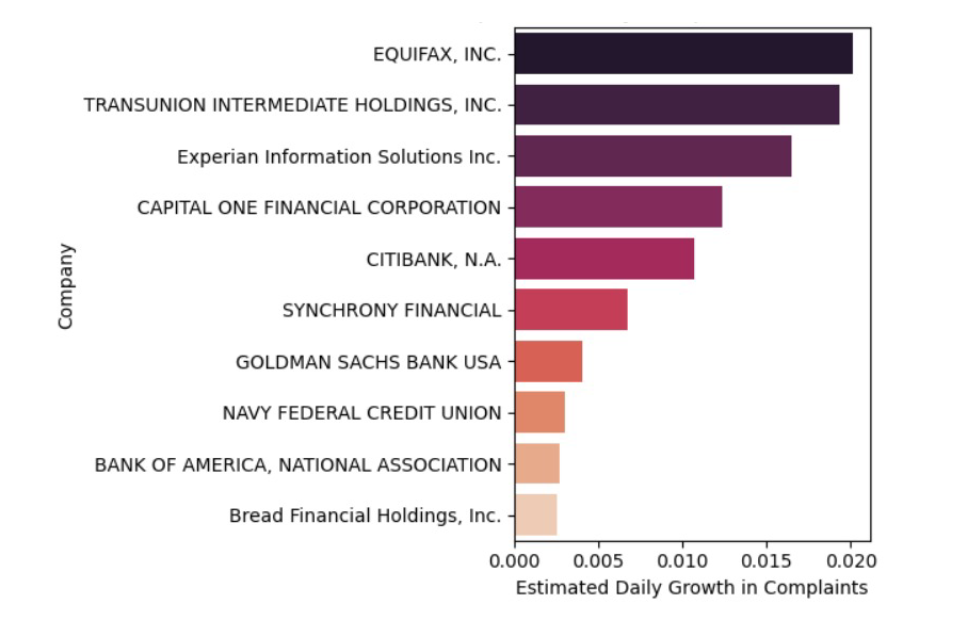 EQUIFAX, INC.
TRANSUNION INTERMEDIATE HOLDINGS, INC.
Experian Information Solutions Inc.
CAPITAL ONE FINANCIAL CORPORATION
CITIBANK, N.A.
SYNCHRONY FINANCIAL
GOLDMAN SACHS BANK USA
NAVY FEDERAL CREDIT UNION
BANK OF AMERICA, NATIONAL ASSOCIATION
Bread Financial Holdings, Inc.
Company
0.000 0.005 0.010 0.015 0.020
Estimated Daily Growth in Complaints